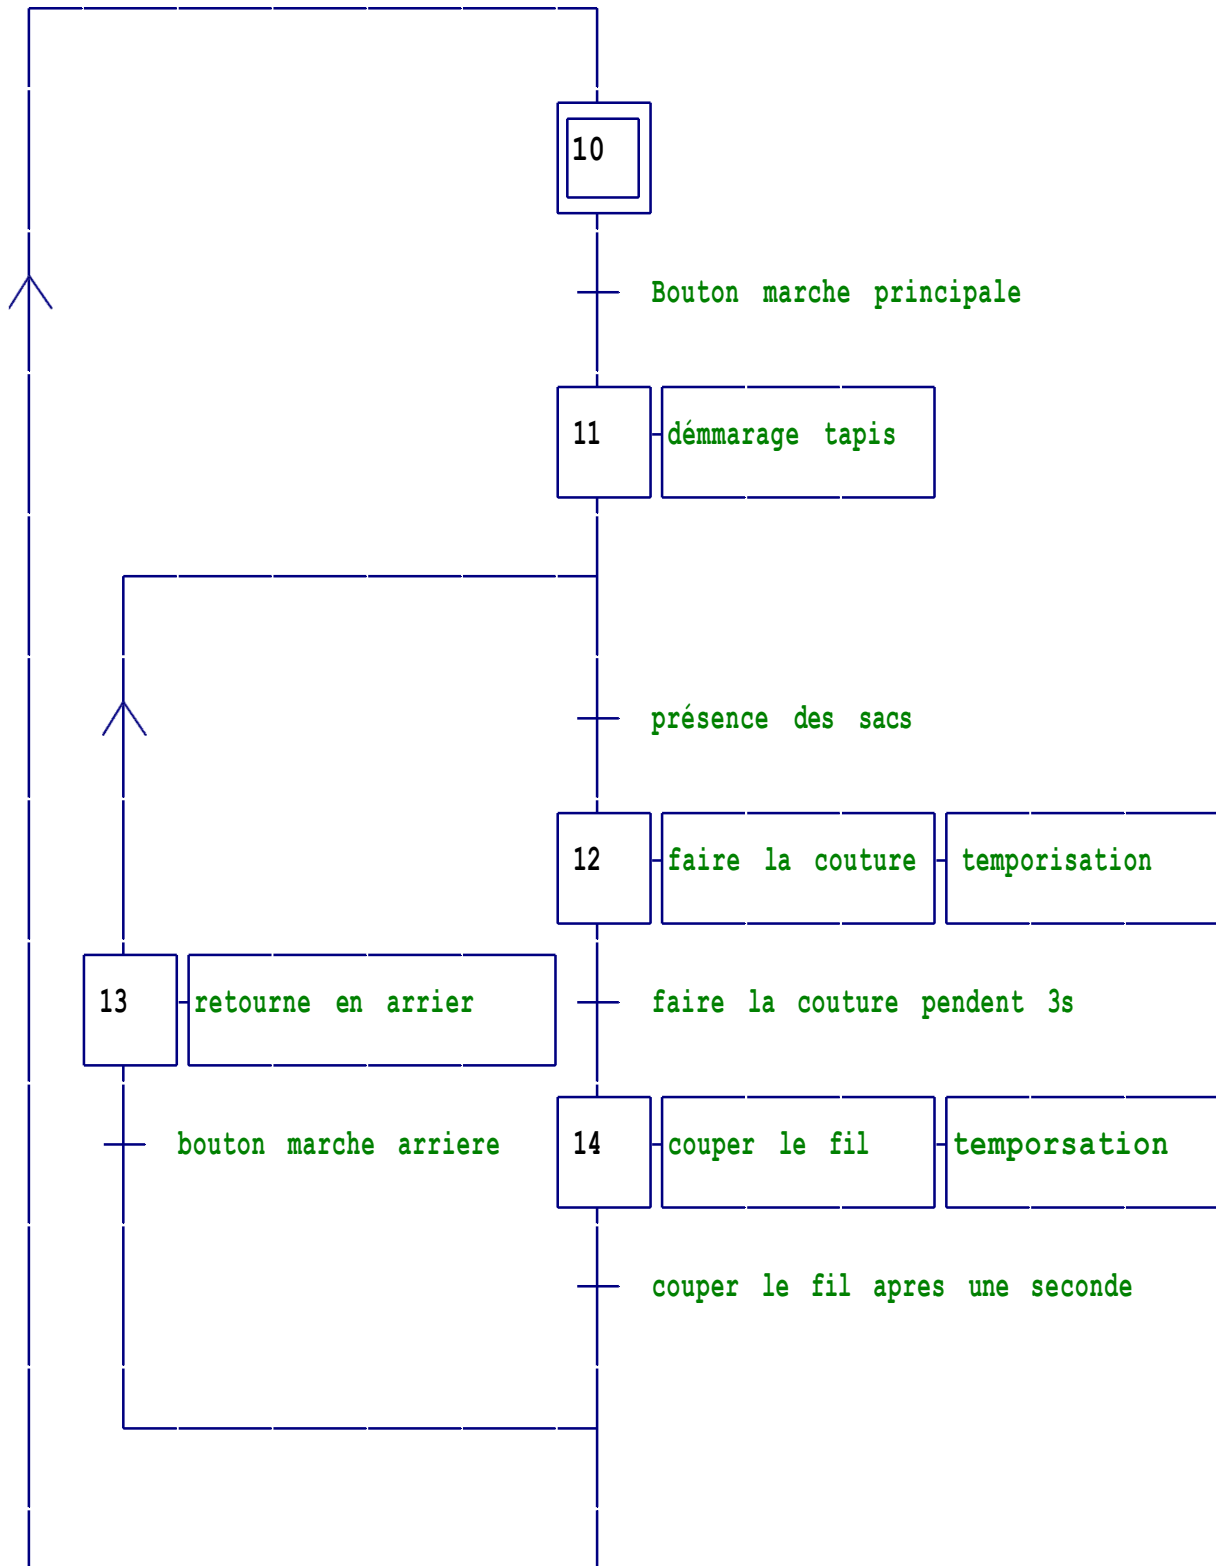 10
Bouton marche principale
11 démmarage tapis
présence des sacs
12 faire la couture temporisation
13 retourne en arrier faire la couture pendent 3s
bouton marche arriere 14 couper le fil temporsation
couper le fil apres une seconde